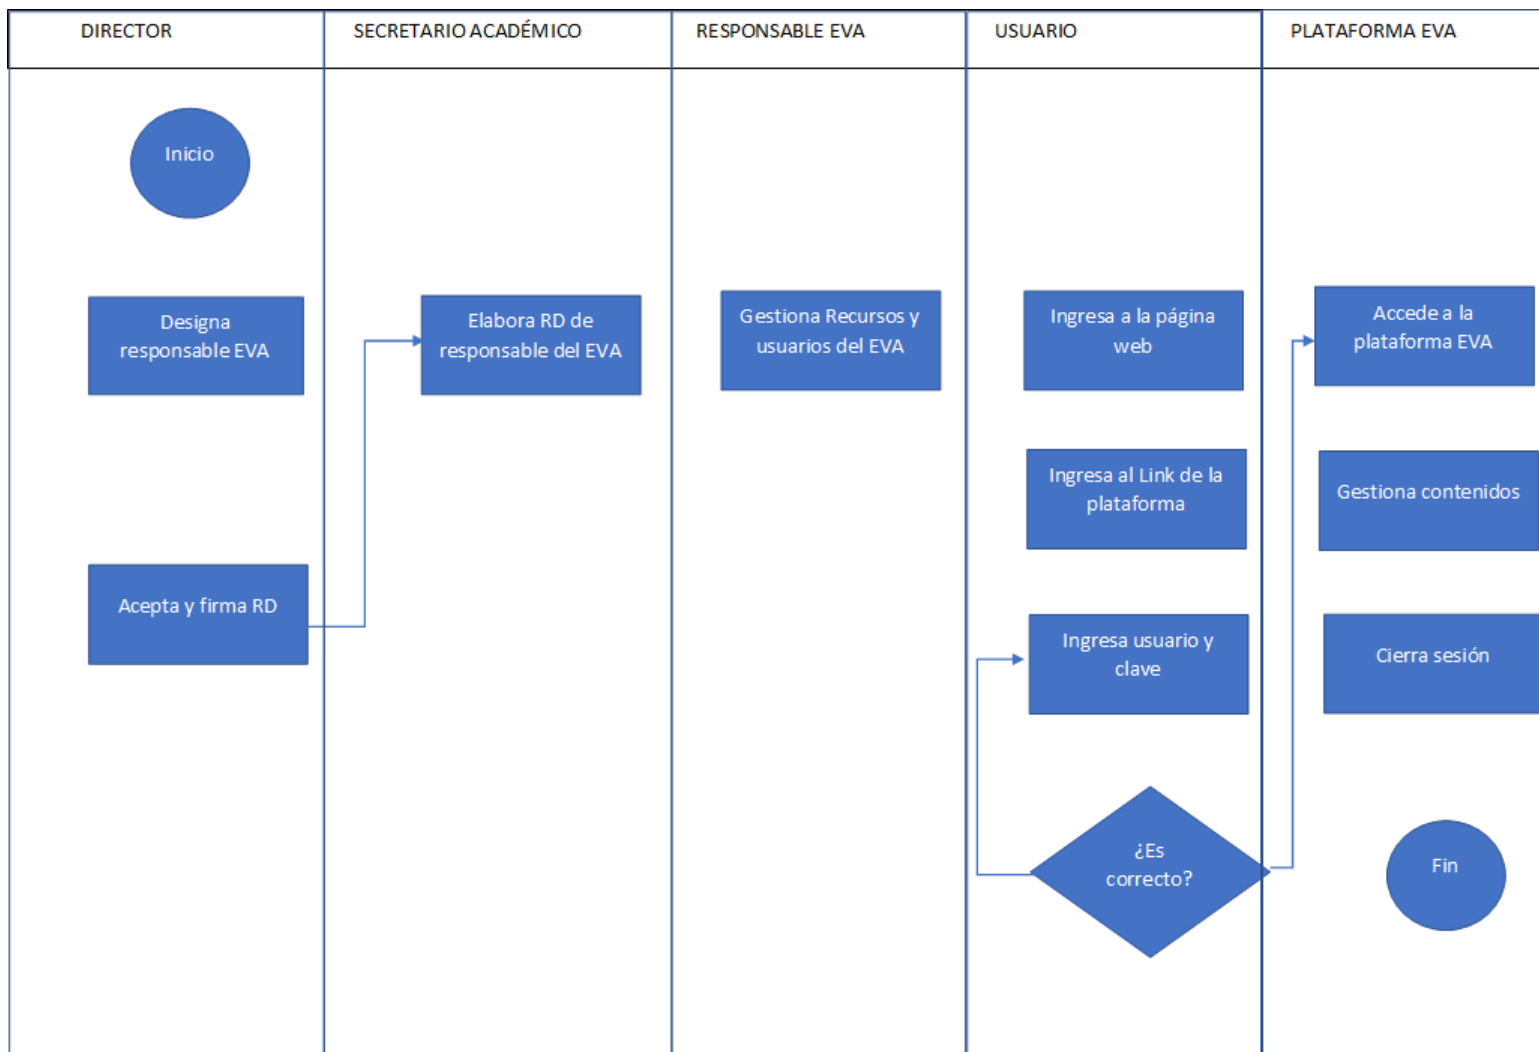 DIRECTOR
SECRETARIO ACADÉMICO
RESPONSABLE EVA
USUARIO
PLATAFORMA EVA
Inicio
Designa
responsable EVA
Acepta y firma RD
Elabora RD de
responsable del EVA
Gestiona Recursos y
usuarios del EVA
Ingresa a la página
web
Ingresa al Link de la
plataforma
Ingresa usuario y
clave
¿Es
correcto?
Accede a la
plataforma EVA
Gestiona contenidos
Cierra sesión
Fin